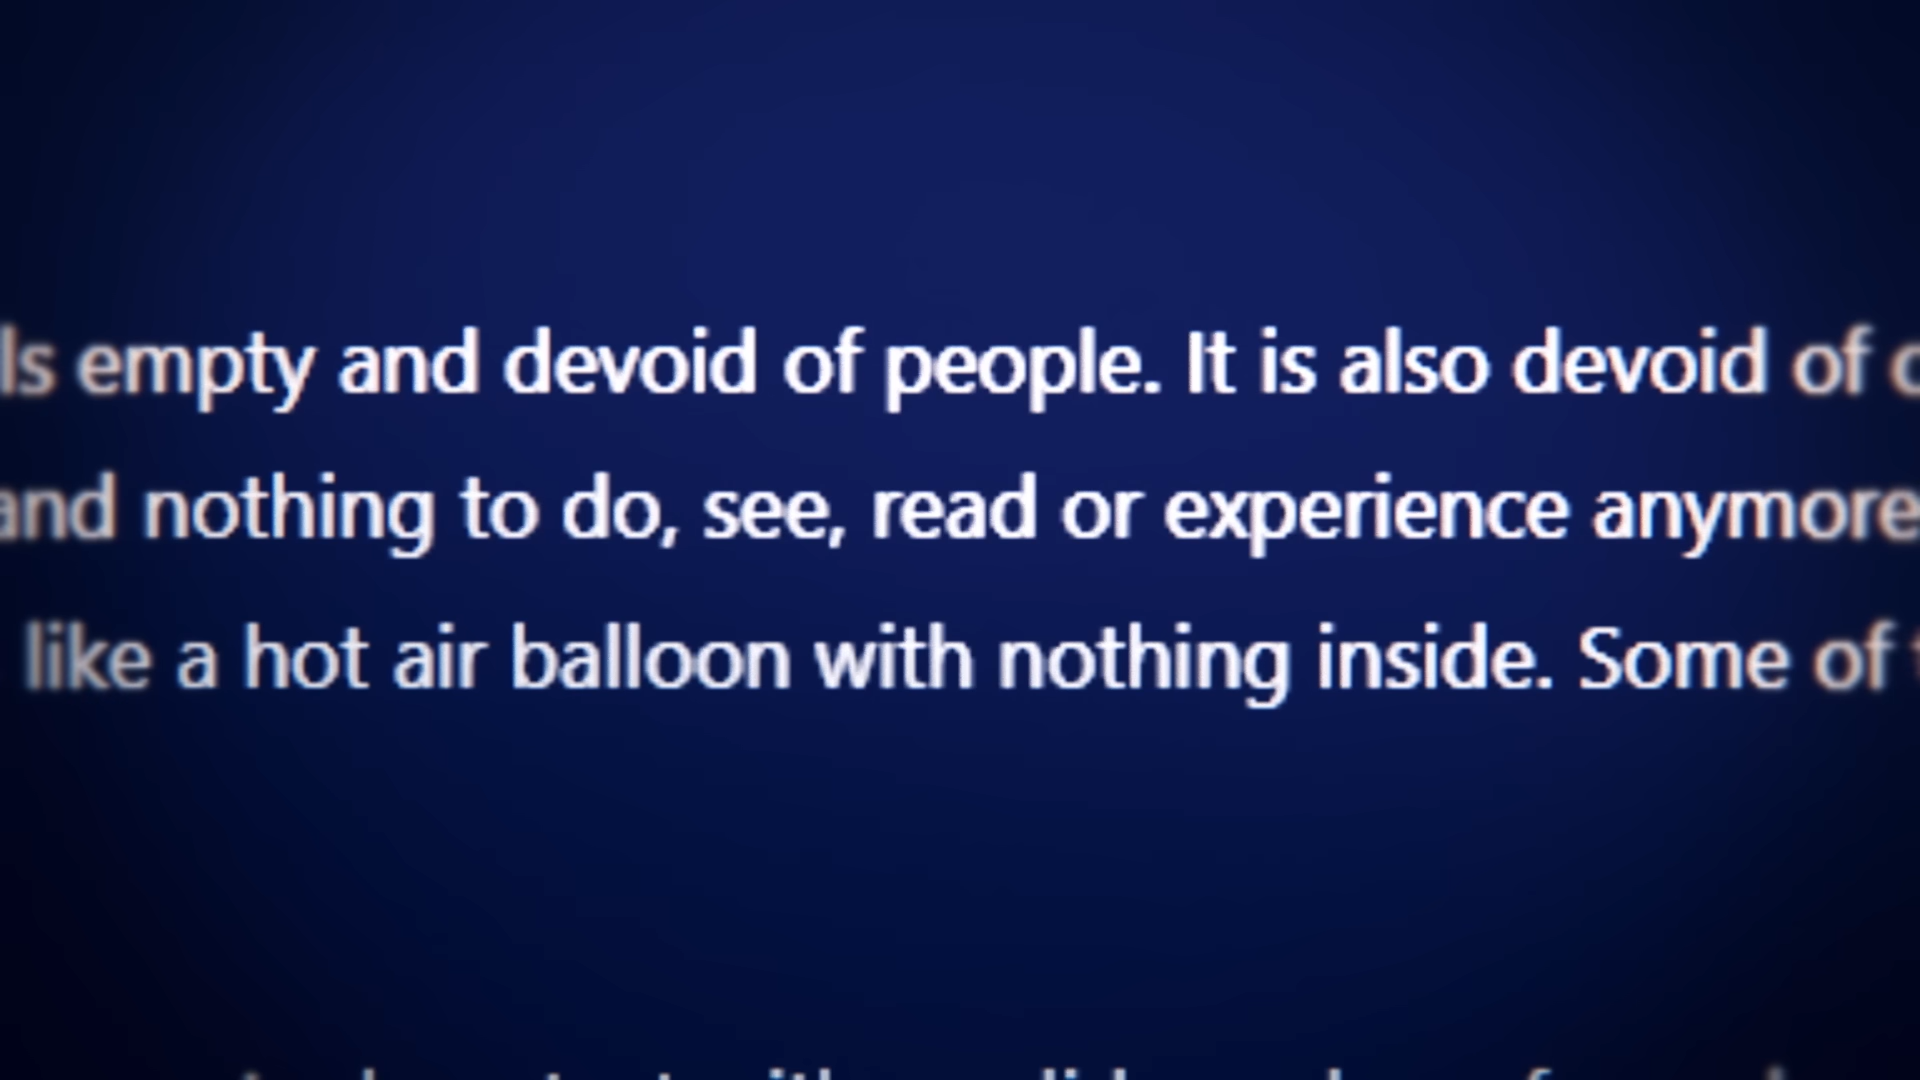 empty and devoid of people. It is also devoid of
and nothing to do, see, read or experience anymore
like a hot air balloon with nothing inside. Some of